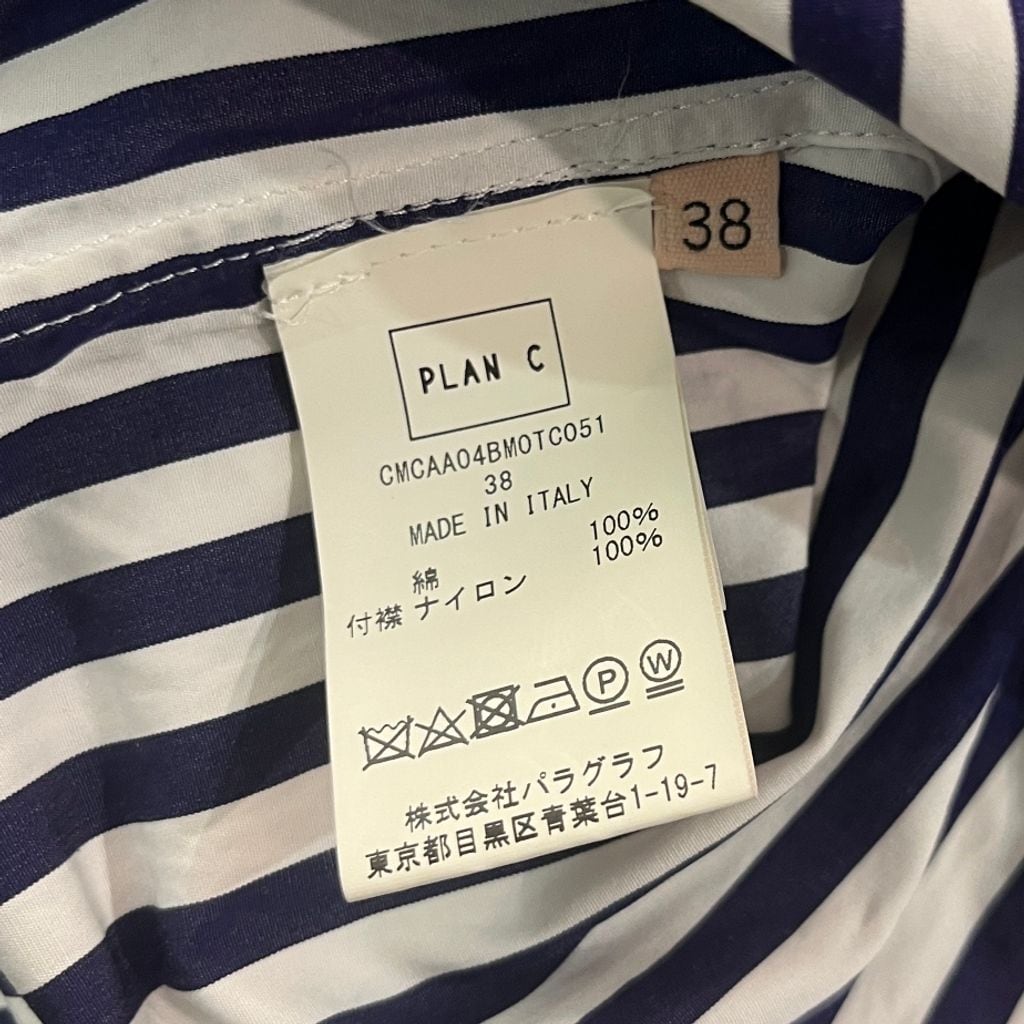 38
PLAN C
CMCAA04BMOTC051
38
MADE IN ITALY
綿 100%
付襟 ナイロン 100%
P W
株式会社パラグラフ
東京都目黒区青葉台1-19-7